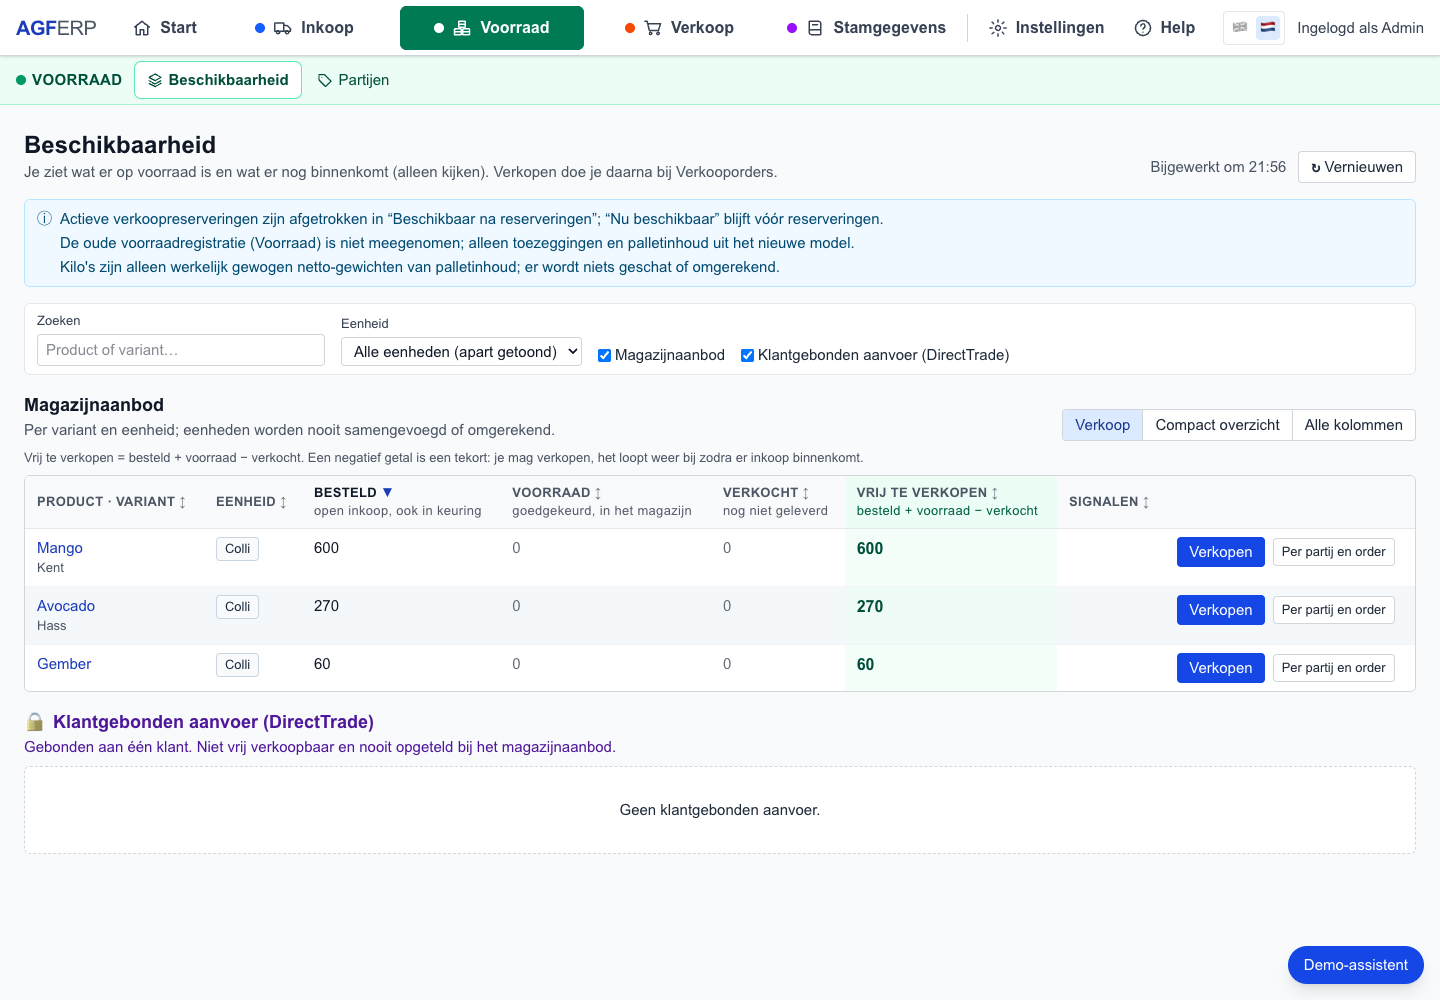 AGFERP
Start
Inkoop
Voorraad
Verkoop
Stamgegevens
Instellingen
Help
Ingelogd als Admin
VOORRAAD
Beschikbaarheid
Partijen
Beschikbaarheid
Je ziet wat er op voorraad is en wat er nog binnenkomt (alleen kijken). Verkopen doe je daarna bij Verkooporders.
Bijgewerkt om 21:56
↻ Vernieuwen
ⓘ Actieve verkoopreserveringen zijn afgetrokken in “Beschikbaar na reserveringen”; “Nu beschikbaar” blijft vóór reserveringen.
De oude voorraadregistratie (Voorraad) is niet meegenomen; alleen toezeggingen en palletinhoud uit het nieuwe model.
Kilo's zijn alleen werkelijk gewogen netto-gewichten van palletinhoud; er wordt niets geschat of omgerekend.
Zoeken
Product of variant…
Eenheid
Alle eenheden (apart getoond)
Magazijnaanbod
Klantgebonden aanvoer (DirectTrade)
Magazijnaanbod
Per variant en eenheid; eenheden worden nooit samengevoegd of omgerekend.
Verkoop
Compact overzicht
Alle kolommen
Vrij te verkopen = besteld + voorraad − verkocht. Een negatief getal is een tekort: je mag verkopen, het loopt weer bij zodra er inkoop binnenkomt.
PRODUCT · VARIANT ↕
EENHEID ↕
BESTELD ▼
open inkoop, ook in keuring
VOORRAAD ↕
goedgekeurd, in het magazijn
VERKOCHT ↕
nog niet geleverd
VRIJ TE VERKOPEN ↕
besteld + voorraad − verkocht
SIGNALEN ↕
Mango
Kent
Colli
600
0
0
600
Verkopen
Per partij en order
Avocado
Hass
Colli
270
0
0
270
Verkopen
Per partij en order
Gember
Colli
60
0
0
60
Verkopen
Per partij en order
🔒 Klantgebonden aanvoer (DirectTrade)
Gebonden aan één klant. Niet vrij verkoopbaar en nooit opgeteld bij het magazijnaanbod.
Geen klantgebonden aanvoer.
Demo-assistent